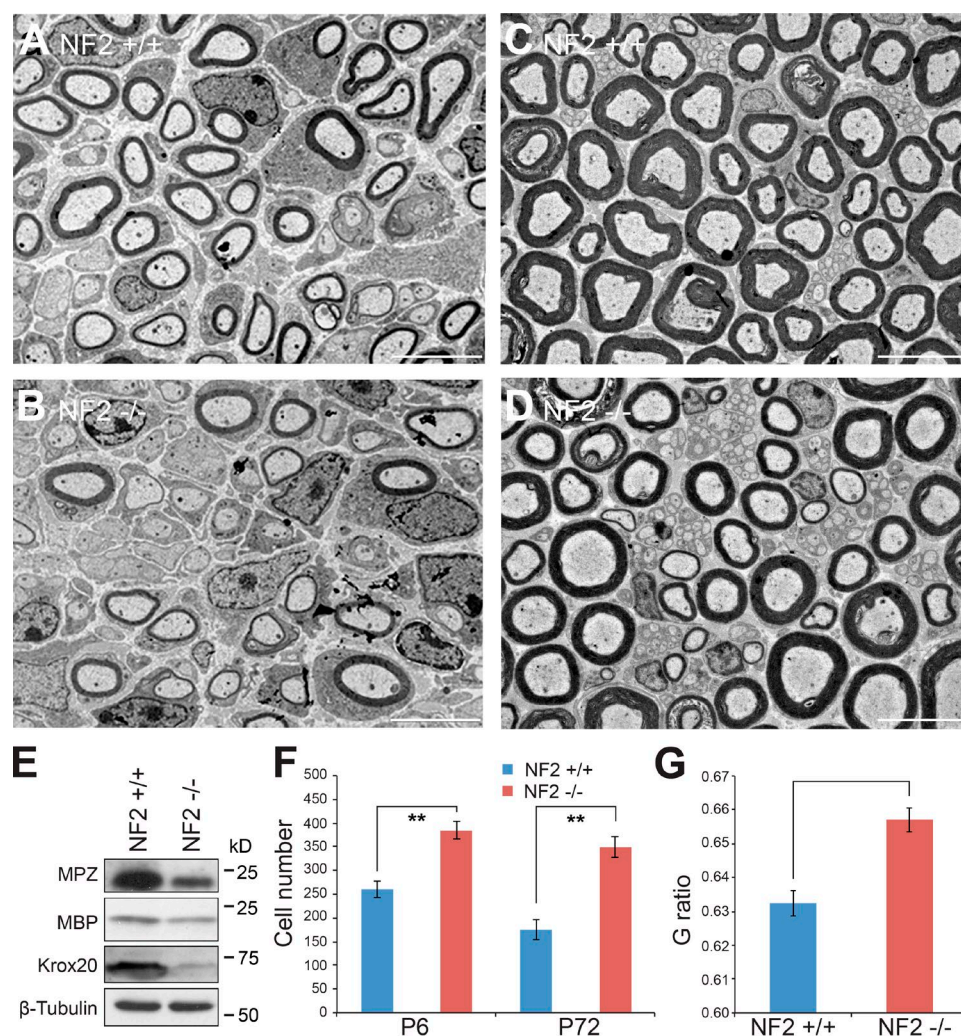 A NF2 +/+
C NF2 +/+
B NF2 -/-
D NF2 -/-
E
NF2 +/+
NF2 -/-
kD
MPZ
25
MBP
25
Krox20
75
β-Tubulin
50
F
NF2 +/+
NF2 -/-
Cell number
500
450
400
350
300
250
200
150
100
50
0
**
**
P6
P72
G
G ratio
0.67
0.66
0.65
0.64
0.63
0.62
0.61
0.60
NF2 +/+
NF2 -/-